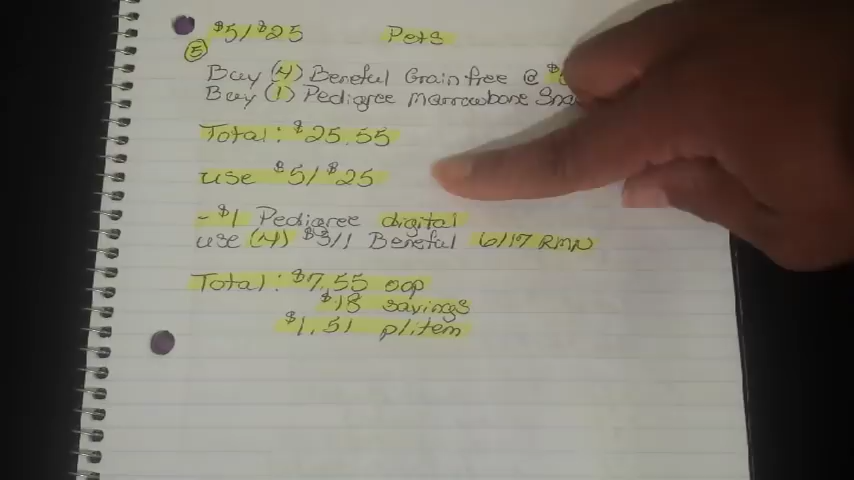 $5/$25 Pets
(5)
Buy (4) Beneful Grain free @ $
Buy (1) Pedigree Marrowbone Sna
Total: $25.55
use $5/$25
- $1 Pedigree digital
use (4) $3/1 Beneful 6/17 RMN
Total: $7.55 oop
$18 savings
$1.51 p/item